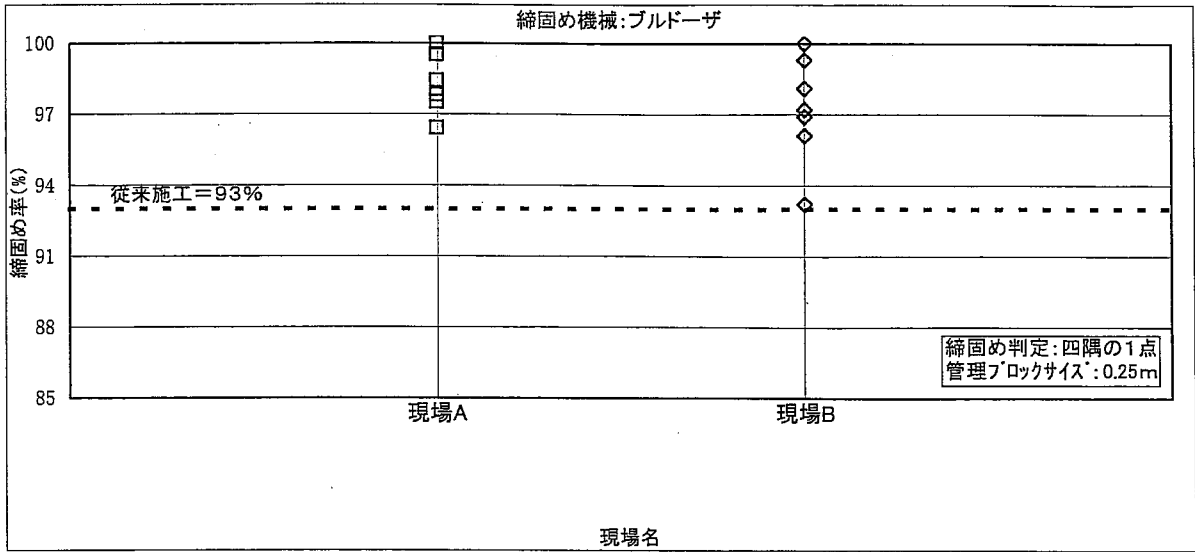 締固め機械:ブルドーザ
100
97
94
91
88
85
締固め率(%)
従来施工=93%
締固め判定:四隅の1点
管理ブロックサイズ:0.25m
現場A
現場B
現場名